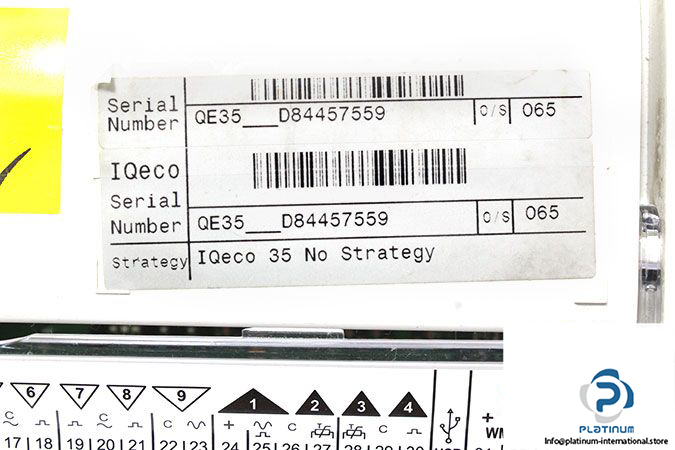 Serial Number QE35___D84457559 O/S 065
IQeco
Serial Number QE35___D84457559 O/S 065
Strategy IQeco 35 No Strategy
6 7 8 9 1 2 3 4
C C C C C +
17 18 19 20 21 22 23 24 25 26 27 28 29
PLATINUM
info@platinum-international.store